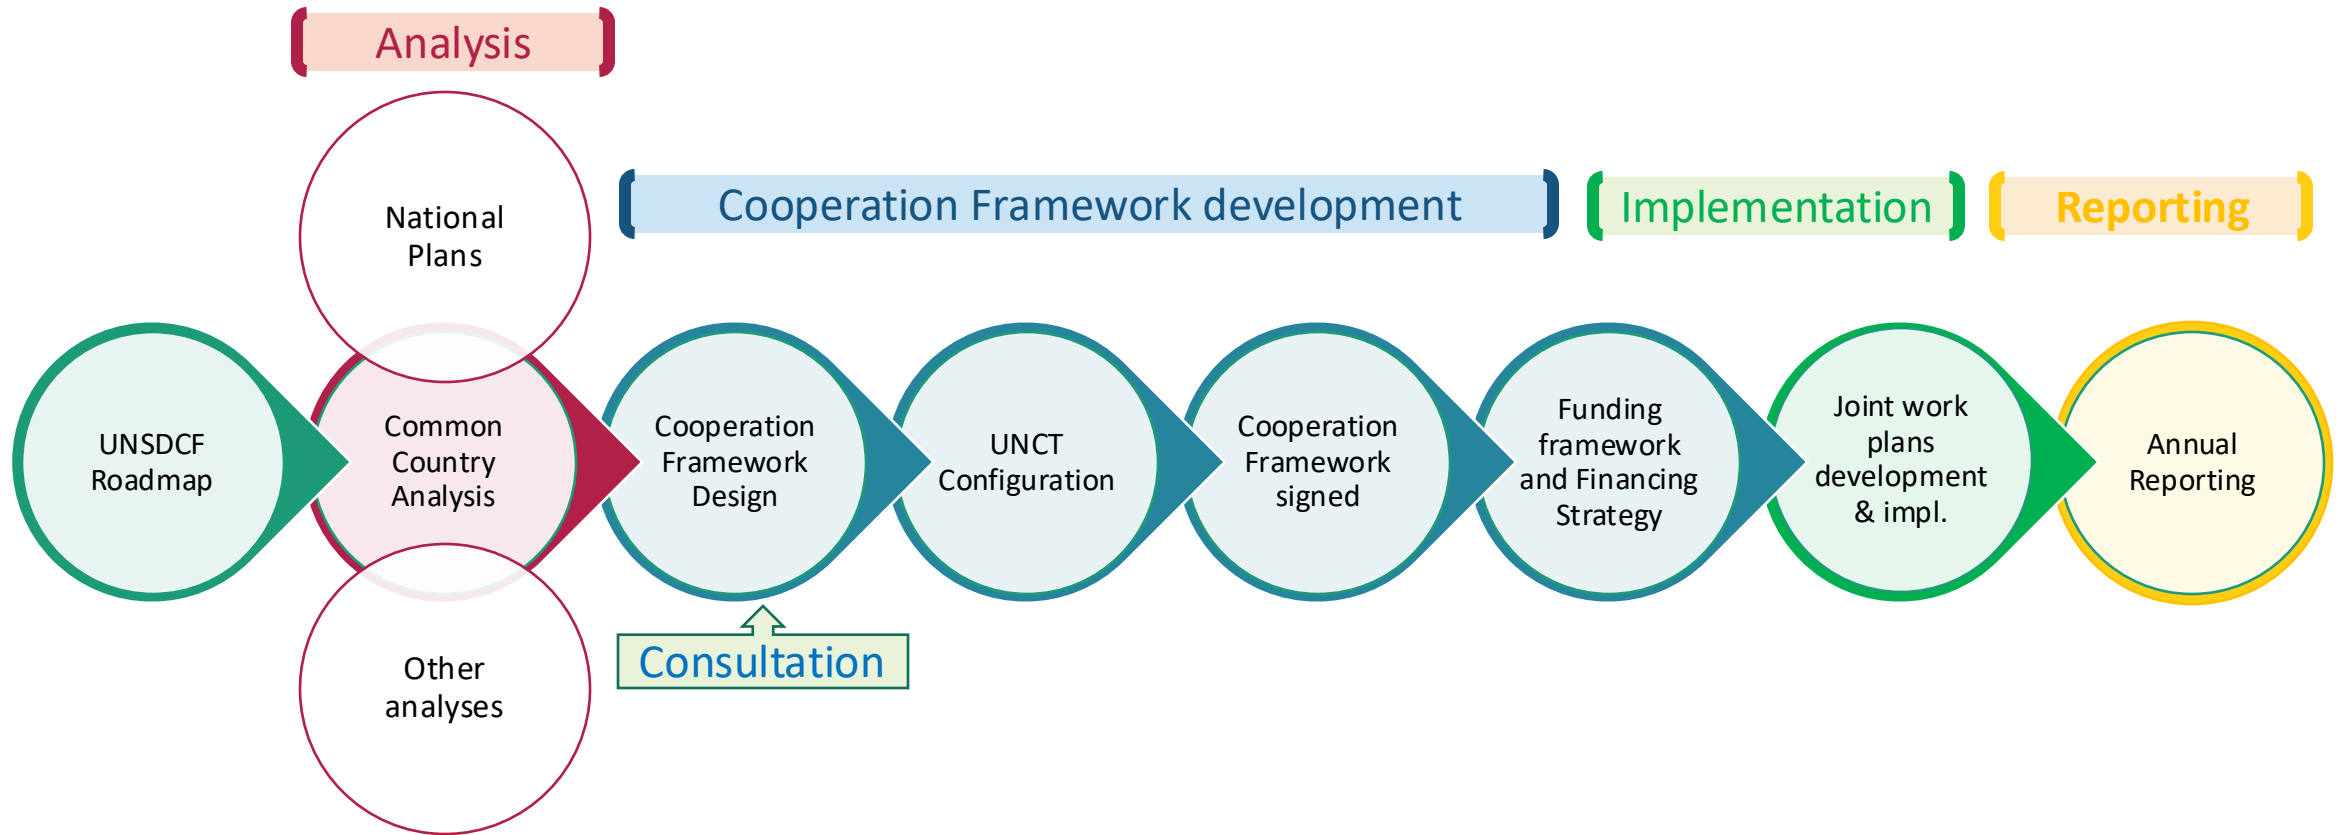 Analysis
National
Plans
Cooperation Framework development
Implementation
Reporting
UNSDCF
Roadmap
Common
Country
Analysis
Cooperation
Framework
Design
UNCT
Configuration
Cooperation
Framework
signed
Funding
framework
and Financing
Strategy
Joint work
plans
development
& impl.
Annual
Reporting
Other
analyses
Consultation